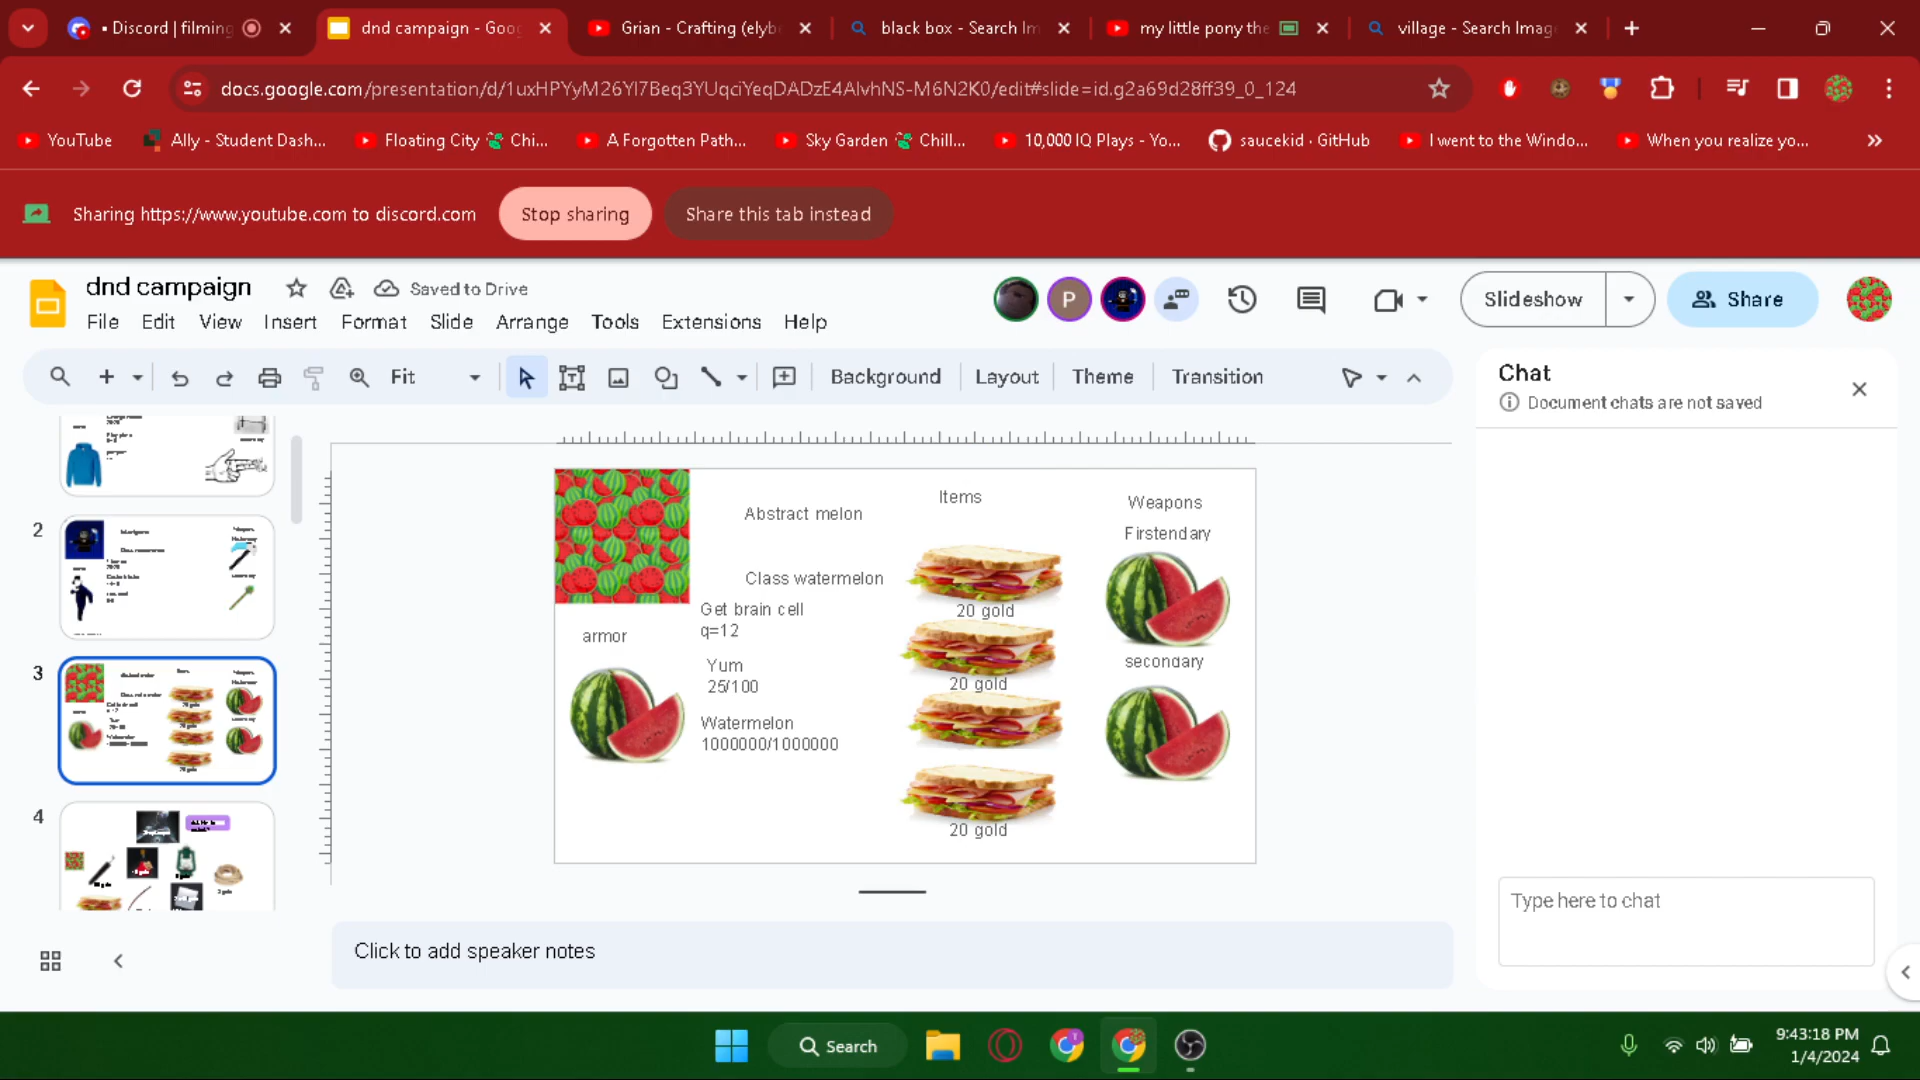 Discord | filming
dnd campaign - Goo
Grian - Crafting (elyb
black box - Search Im
my little pony the
village - Search Imag
docs.google.com/presentation/d/1uxHPYyM26Yl7Beq3YUqciYeqDADzE4AlvhNS-M6N2K0/edit#slide=id.g2a69d28ff39_0_124
YouTube
Ally - Student Dash...
Floating City Chi...
A Forgotten Path...
Sky Garden Chill...
10,000 IQ Plays - Yo...
saucekid · GitHub
I went to the Windo...
When you realize yo...
Sharing https://www.youtube.com to discord.com
Stop sharing
Share this tab instead
dnd campaign
Saved to Drive
File Edit View Insert Format Slide Arrange Tools Extensions Help
P
Slideshow
Share
Fit
Background
Layout
Theme
Transition
Chat
Document chats are not saved
2
3
4
Abstract melon
Class watermelon
Get brain cell
q=12
armor
Yum
25/100
Watermelon
1000000/1000000
Items
20 gold
20 gold
20 gold
Weapons
Firstendary
secondary
Type here to chat
Click to add speaker notes
Search
9:43:18 PM
1/4/2024